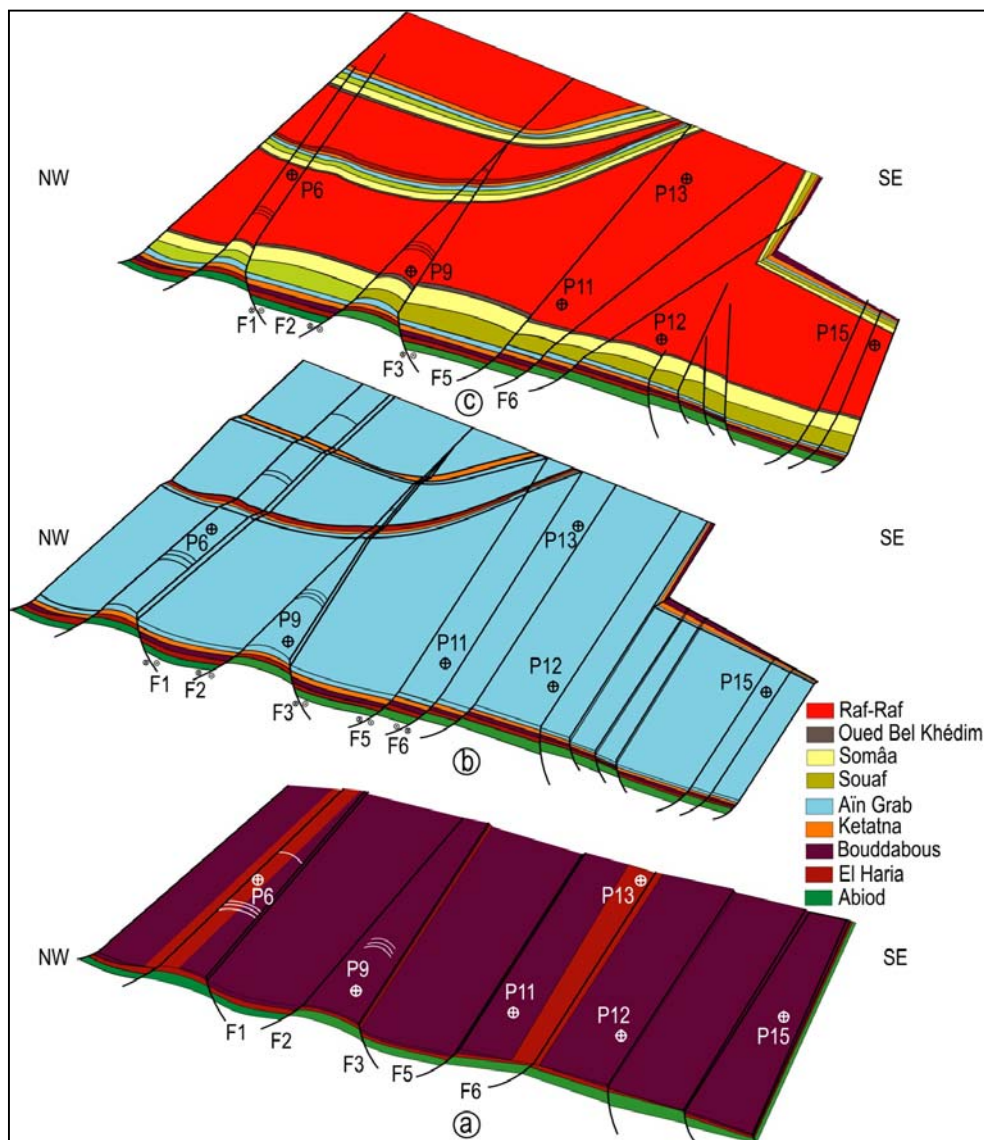 NW
SE
P6
P13
P9
P11
P12
P15
F1
F2
F3
F5
F6
c
NW
SE
P6
P13
P9
P11
P12
P15
F1
F2
F3
F5
F6
b
Raf-Raf
Oued Bel Khédim
Somâa
Souaf
Aïn Grab
Ketatna
Bouddabous
El Haria
Abiod
NW
SE
P6
P13
P9
P11
P12
P15
F1
F2
F3
F5
F6
a